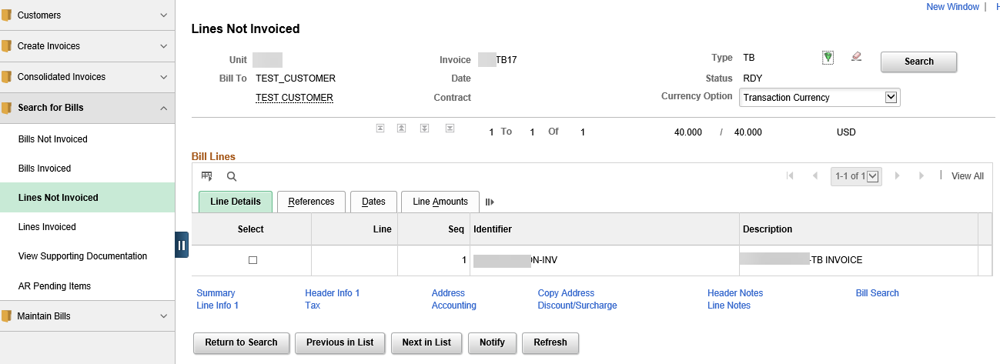 New Window | H
Customers
Create Invoices
Consolidated Invoices
Search for Bills
Bills Not Invoiced
Bills Invoiced
Lines Not Invoiced
Lines Invoiced
View Supporting Documentation
AR Pending Items
Maintain Bills
Lines Not Invoiced
Unit Invoice TB17 Type TB Search
Bill To TEST_CUSTOMER Date Status RDY
TEST CUSTOMER Contract Currency Option Transaction Currency
1 To 1 Of 1 40.000 / 40.000 USD
Bill Lines
1-1 of 1 | View All
Line Details References Dates Line Amounts
Select Line Seq Identifier Description
1 N-INV -TB INVOICE
Summary Header Info 1 Address Copy Address Header Notes Bill Search
Line Info 1 Tax Accounting Discount/Surcharge Line Notes
Return to Search Previous in List Next in List Notify Refresh